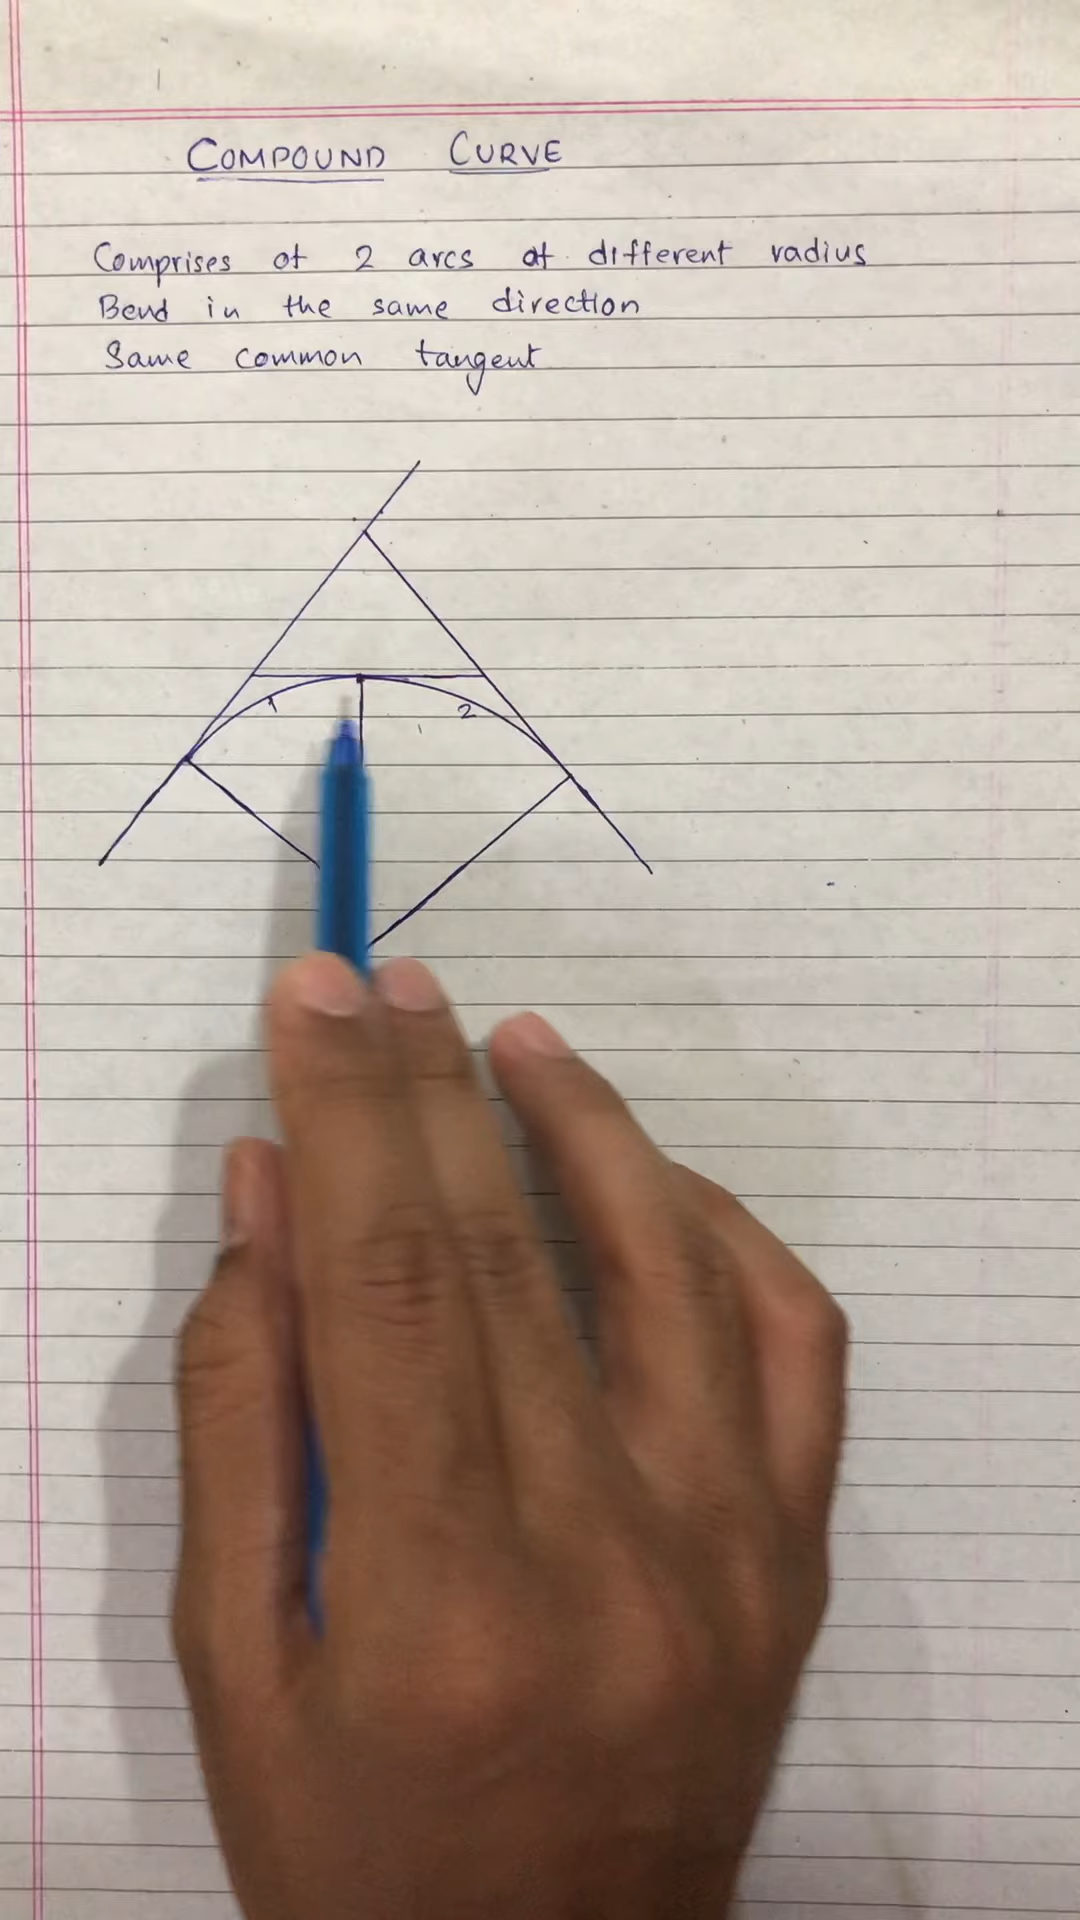 COMPOUND CURVE
Comprises of 2 arcs of different radius
Bend in the same direction
Same common tangent
1 2